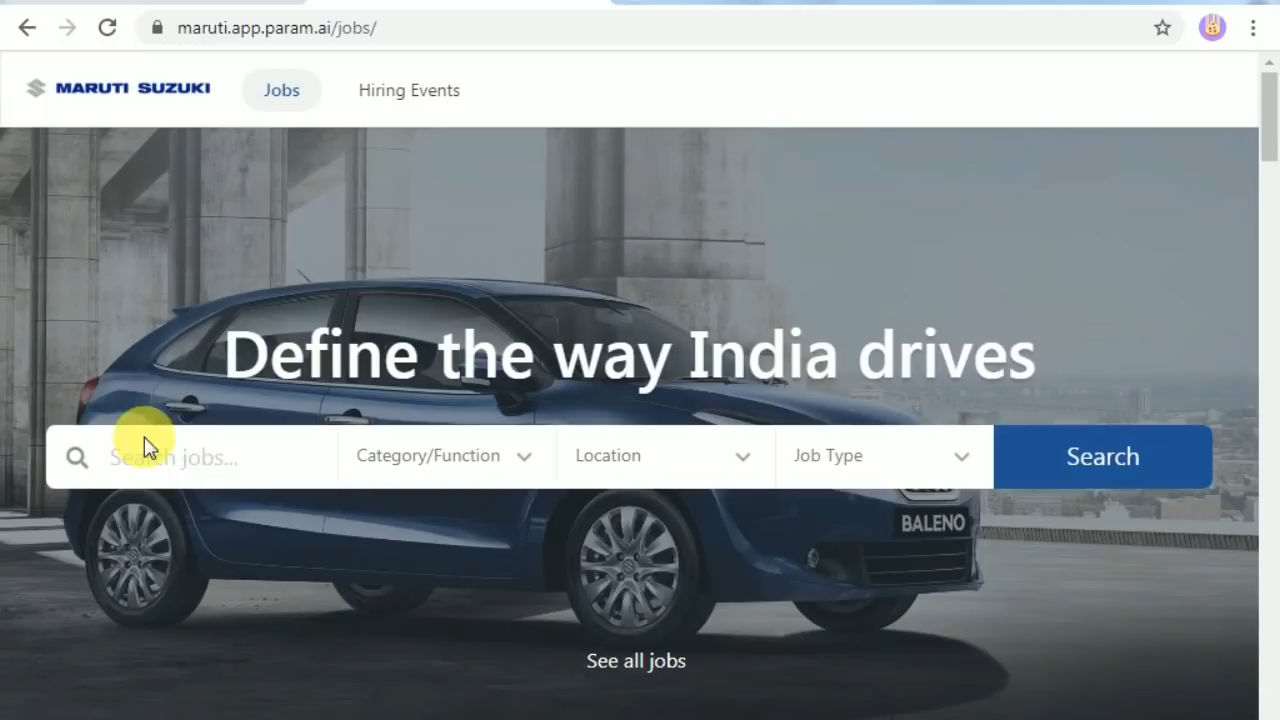 maruti.app.param.ai/jobs/
MARUTI SUZUKI
Jobs
Hiring Events
Define the way India drives
Search jobs...
Category/Function
Location
Job Type
Search
BALENO
See all jobs